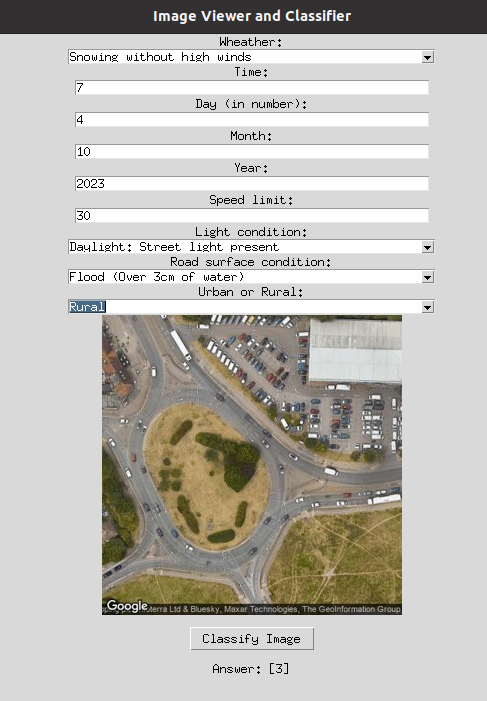 Image Viewer and Classifier
Wheather:
Snowing without high winds
Time:
7
Day (in number):
4
Month:
10
Year:
2023
Speed limit:
30
Light condition:
Daylight: Street light present
Road surface condition:
Flood (Over 3cm of water)
Urban or Rural:
Rural
Google
Ltd & Bluesky, Maxar Technologies, The GeoInformation Group
Classify Image
Answer: [3]